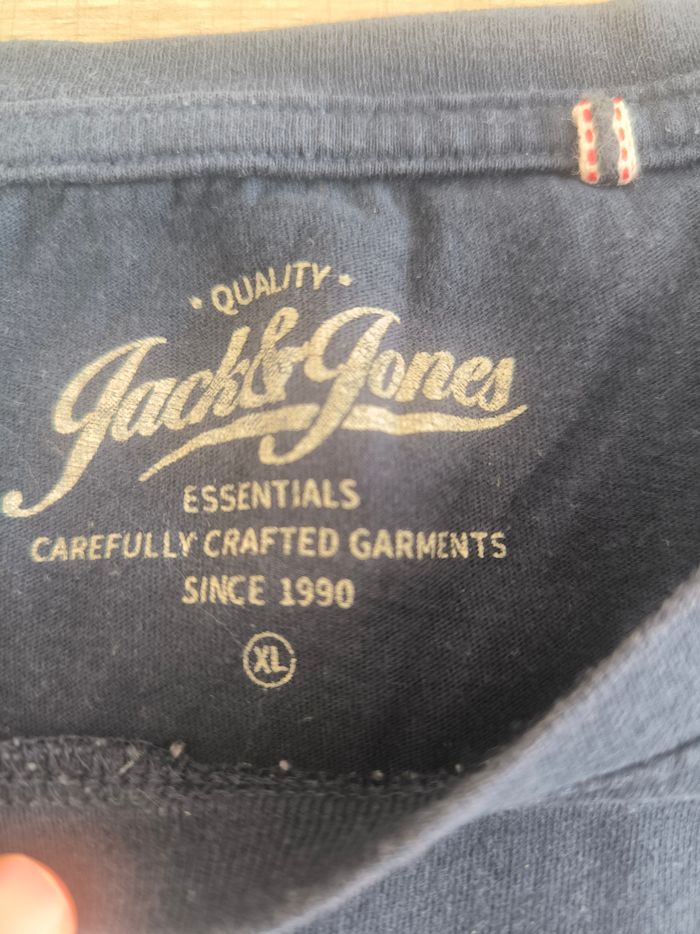 • QUALITY •
Jack&Jones
ESSENTIALS
CAREFULLY CRAFTED GARMENTS
SINCE 1990
XL